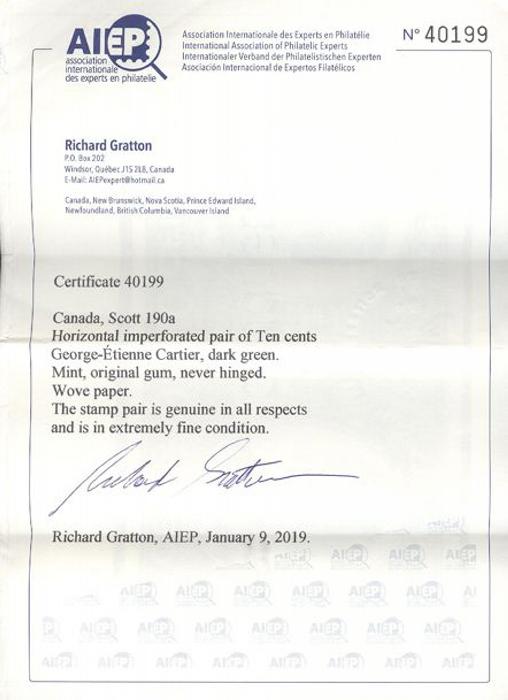 AIEP
association
internationale
des experts en philatelie
Association Internationale des Experts en Philatélie
International Association of Philatelic Experts
Internationaler Verband der Philatelistischen Experten
Asociación Internacional de Expertos Filatélicos
N° 40199
Richard Gratton
P.O. Box 202
Windsor, Québec J1S 2L8, Canada
E-Mail: AIEPexpert@hotmail.ca
Canada, New Brunswick, Nova Scotia, Prince Edward Island,
Newfoundland, British Columbia, Vancouver Island
Certificate 40199
Canada, Scott 190a
Horizontal imperforated pair of Ten cents
George-Étienne Cartier, dark green.
Mint, original gum, never hinged.
Wove paper.
The stamp pair is genuine in all respects
and is in extremely fine condition.
Richard Gratton
Richard Gratton, AIEP, January 9, 2019.